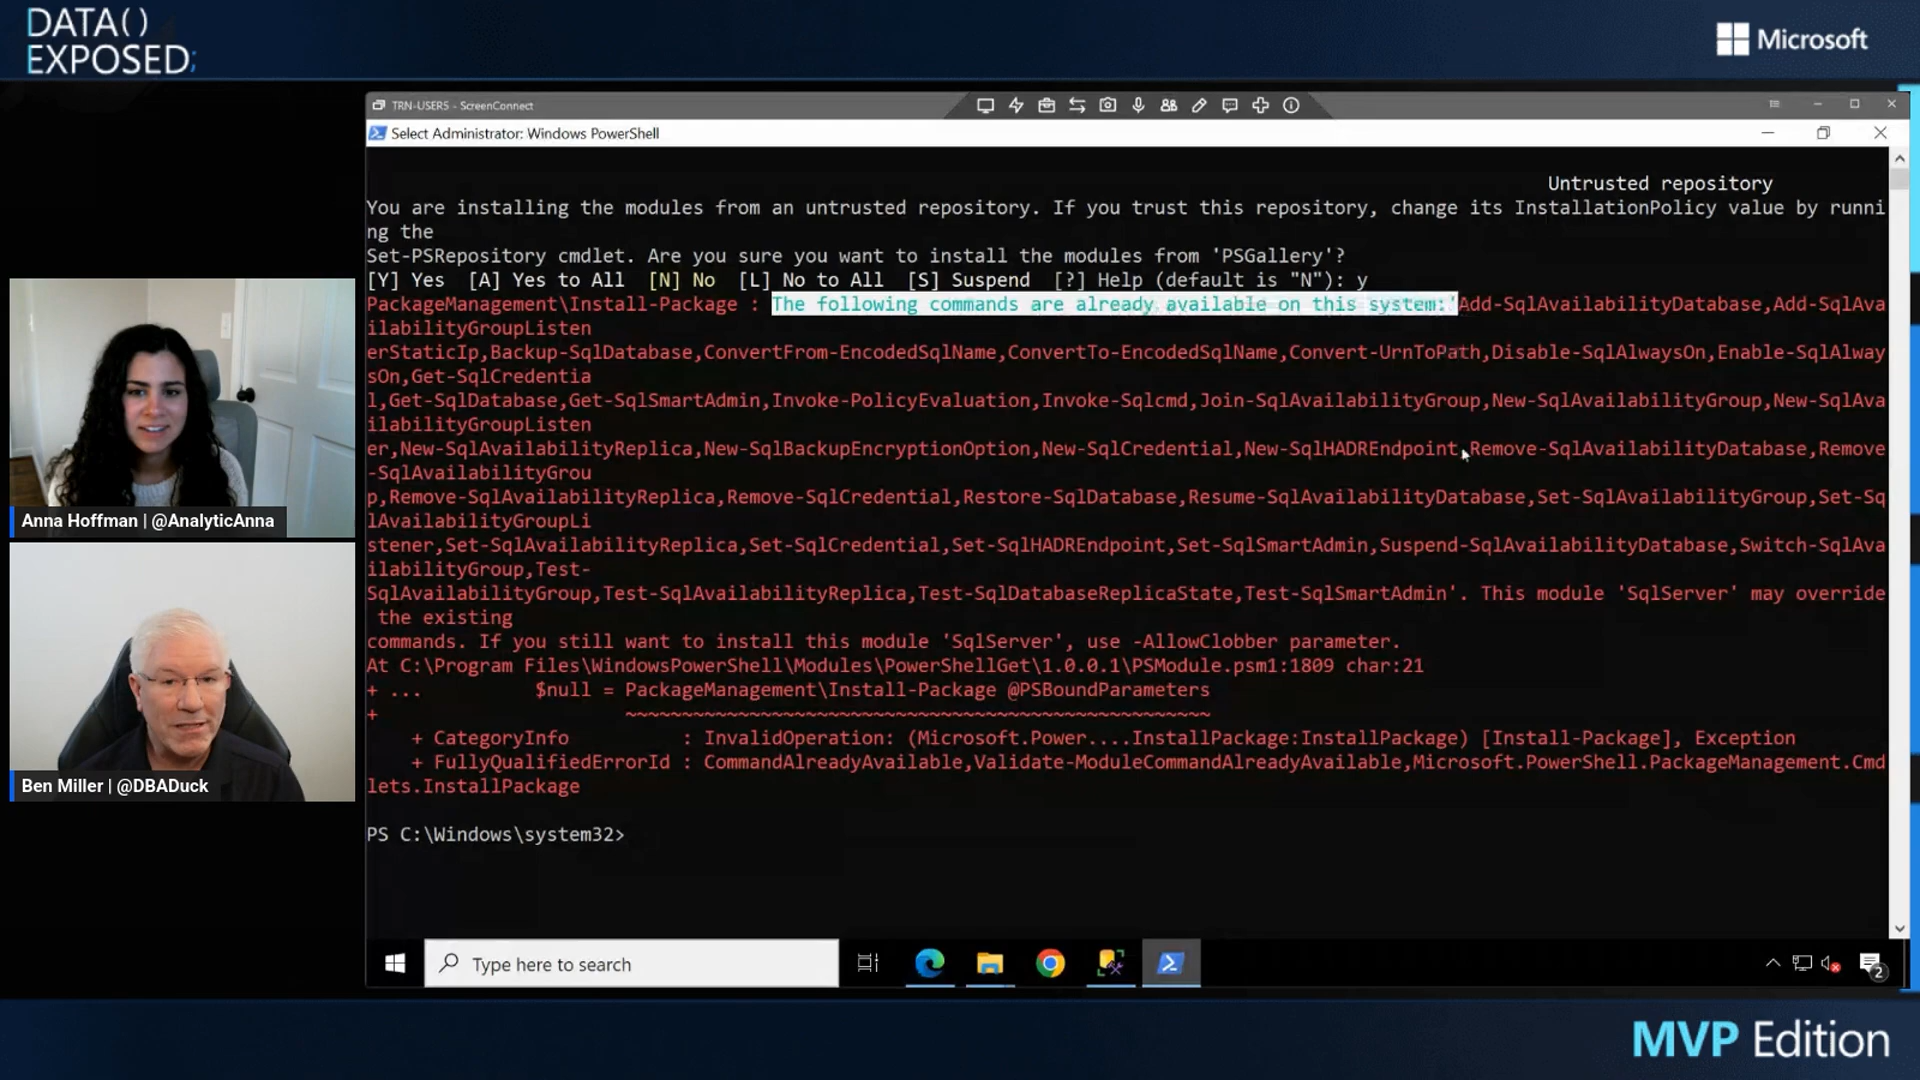 DATA()
EXPOSED;
Microsoft
TRN-USER5 - ScreenConnect
Select Administrator: Windows PowerShell
Untrusted repository
You are installing the modules from an untrusted repository. If you trust this repository, change its InstallationPolicy value by runni
ng the
Set-PSRepository cmdlet. Are you sure you want to install the modules from 'PSGallery'?
[Y] Yes  [A] Yes to All  [N] No  [L] No to All  [S] Suspend  [?] Help (default is "N"): y
PackageManagement\Install-Package : The following commands are already available on this system:'Add-SqlAvailabilityDatabase,Add-SqlAva
ilabilityGroupListen
erStaticIp,Backup-SqlDatabase,ConvertFrom-EncodedSqlName,ConvertTo-EncodedSqlName,Convert-UrnToPath,Disable-SqlAlwaysOn,Enable-SqlAlway
sOn,Get-SqlCredentia
l,Get-SqlDatabase,Get-SqlSmartAdmin,Invoke-PolicyEvaluation,Invoke-Sqlcmd,Join-SqlAvailabilityGroup,New-SqlAvailabilityGroup,New-SqlAva
ilabilityGroupListen
er,New-SqlAvailabilityReplica,New-SqlBackupEncryptionOption,New-SqlCredential,New-SqlHADREndpoint,Remove-SqlAvailabilityDatabase,Remove
-SqlAvailabilityGrou
p,Remove-SqlAvailabilityReplica,Remove-SqlCredential,Restore-SqlDatabase,Resume-SqlAvailabilityDatabase,Set-SqlAvailabilityGroup,Set-Sq
lAvailabilityGroupLi
stener,Set-SqlAvailabilityReplica,Set-SqlCredential,Set-SqlHADREndpoint,Set-SqlSmartAdmin,Suspend-SqlAvailabilityDatabase,Switch-SqlAva
ilabilityGroup,Test-
SqlAvailabilityGroup,Test-SqlAvailabilityReplica,Test-SqlDatabaseReplicaState,Test-SqlSmartAdmin'. This module 'SqlServer' may override
the existing
commands. If you still want to install this module 'SqlServer', use -AllowClobber parameter.
At C:\Program Files\WindowsPowerShell\Modules\PowerShellGet\1.0.0.1\PSModule.psm1:1809 char:21
+ ...          $null = PackageManagement\Install-Package @PSBoundParameters
+                      ~~~~~~~~~~~~~~~~~~~~~~~~~~~~~~~~~~~~~~~~~~~~~~~~~~~~
+ CategoryInfo          : InvalidOperation: (Microsoft.Power....InstallPackage:InstallPackage) [Install-Package], Exception
+ FullyQualifiedErrorId : CommandAlreadyAvailable,Validate-ModuleCommandAlreadyAvailable,Microsoft.PowerShell.PackageManagement.Cmd
lets.InstallPackage
PS C:\Windows\system32>
Anna Hoffman | @AnalyticAnna
Ben Miller | @DBADuck
Type here to search
2
MVP Edition